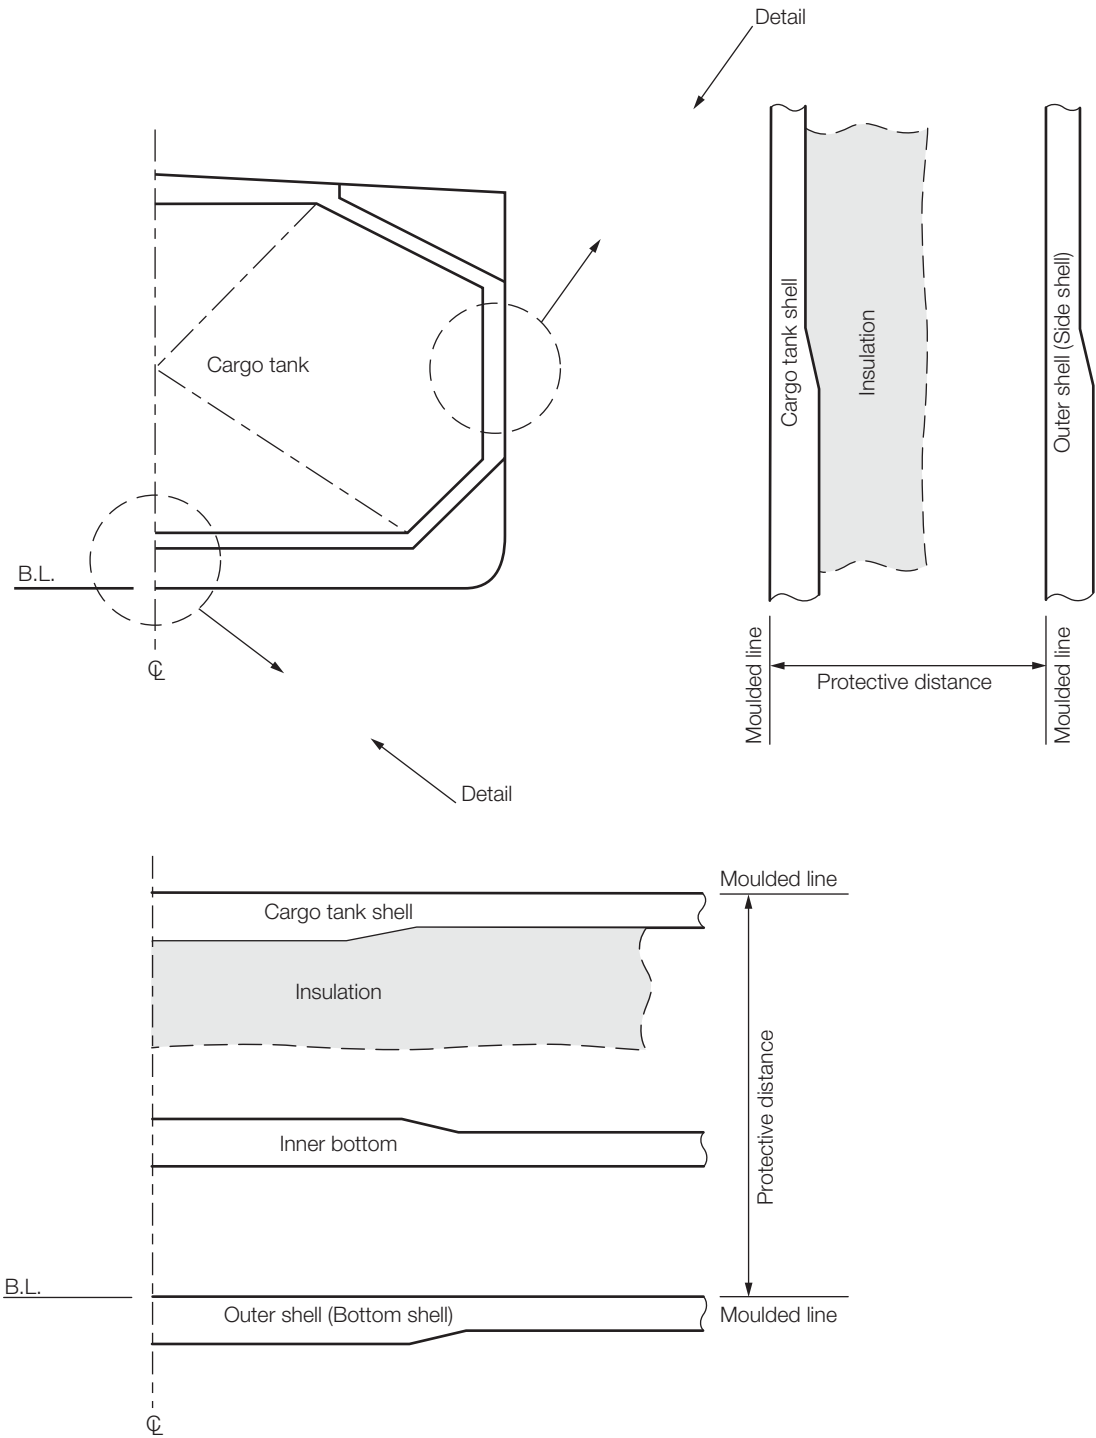 Detail
Cargo tank
B.L.
℄
Cargo tank shell
Insulation
Outer shell (Side shell)
Moulded line
Protective distance
Moulded line
Detail
Moulded line
Cargo tank shell
Insulation
Protective distance
Inner bottom
B.L.
Outer shell (Bottom shell)
Moulded line
℄